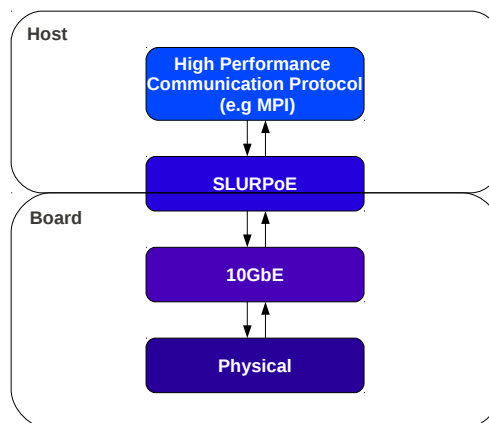 Host
High Performance
Communication Protocol
(e.g MPI)
SLURPoE
Board
10GbE
Physical